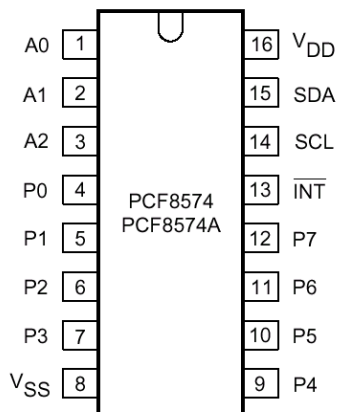 A0 1 16 VDD
A1 2 15 SDA
A2 3 14 SCL
P0 4 13 INT
PCF8574
PCF8574A
P1 5 12 P7
P2 6 11 P6
P3 7 10 P5
VSS 8 9 P4